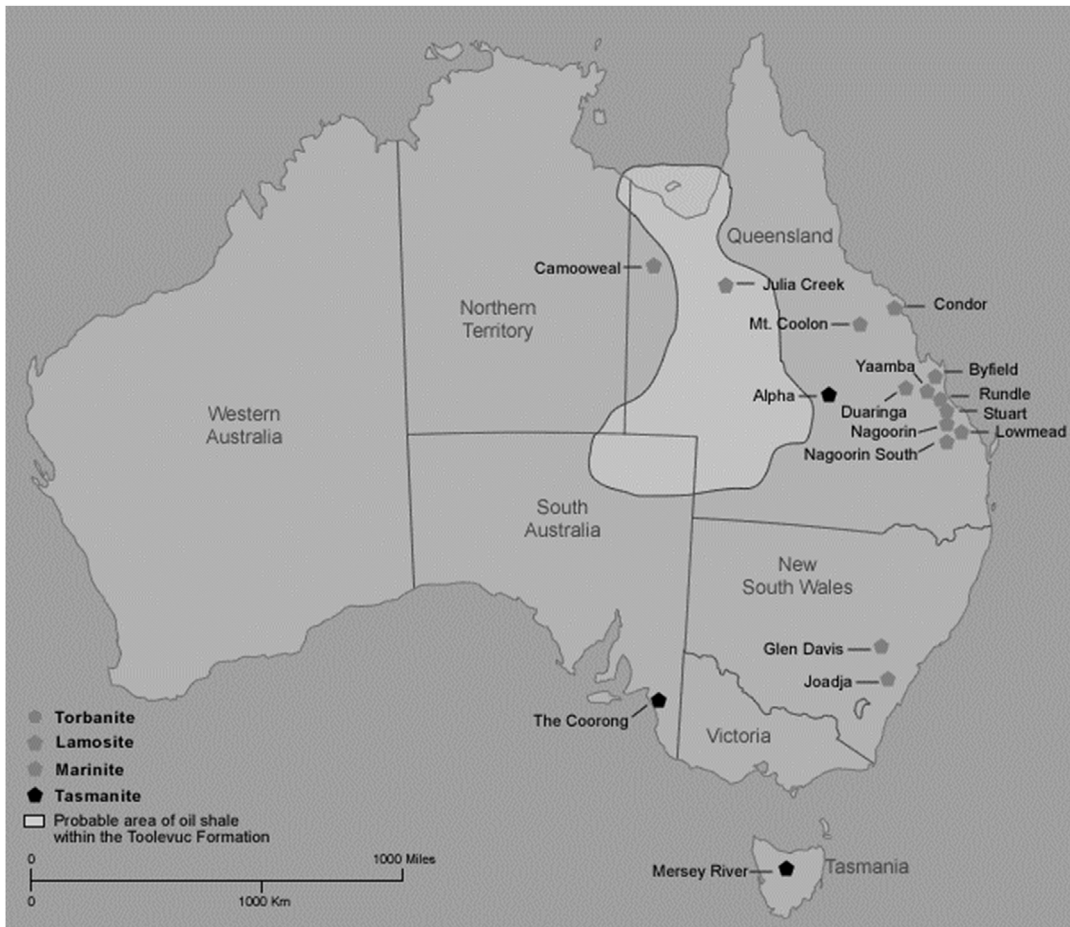 Queensland
Camooweal
Julia Creek
Northern
Territory
Condor
Mt. Coolon
Yaamba
Byfield
Alpha
Rundle
Duaringa
Stuart
Western
Australia
Nagoorin
Lowmead
Nagoorin South
South
Australia
New
South Wales
Glen Davis
Joadja
The Coorong
Victoria
Torbanite
Lamosite
Marinite
Tasmanite
Probable area of oil shale
within the Toolevuc Formation
0
1000 Miles
0
1000 Km
Mersey River
Tasmania